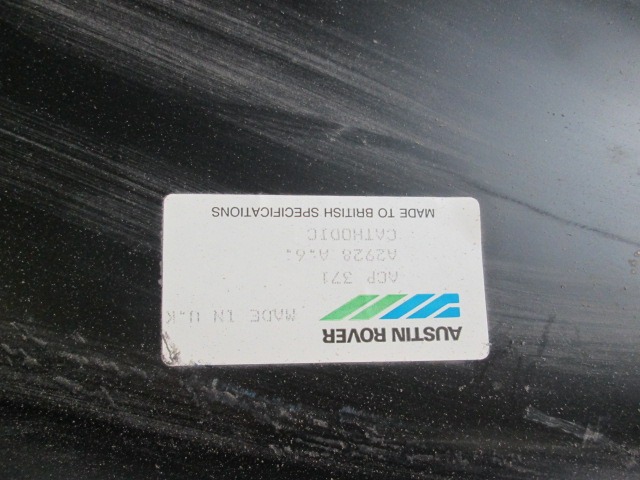 AUSTIN ROVER
MADE IN U.K
ACP 371
A2928 A.6.
CATHODIC
MADE TO BRITISH SPECIFICATIONS